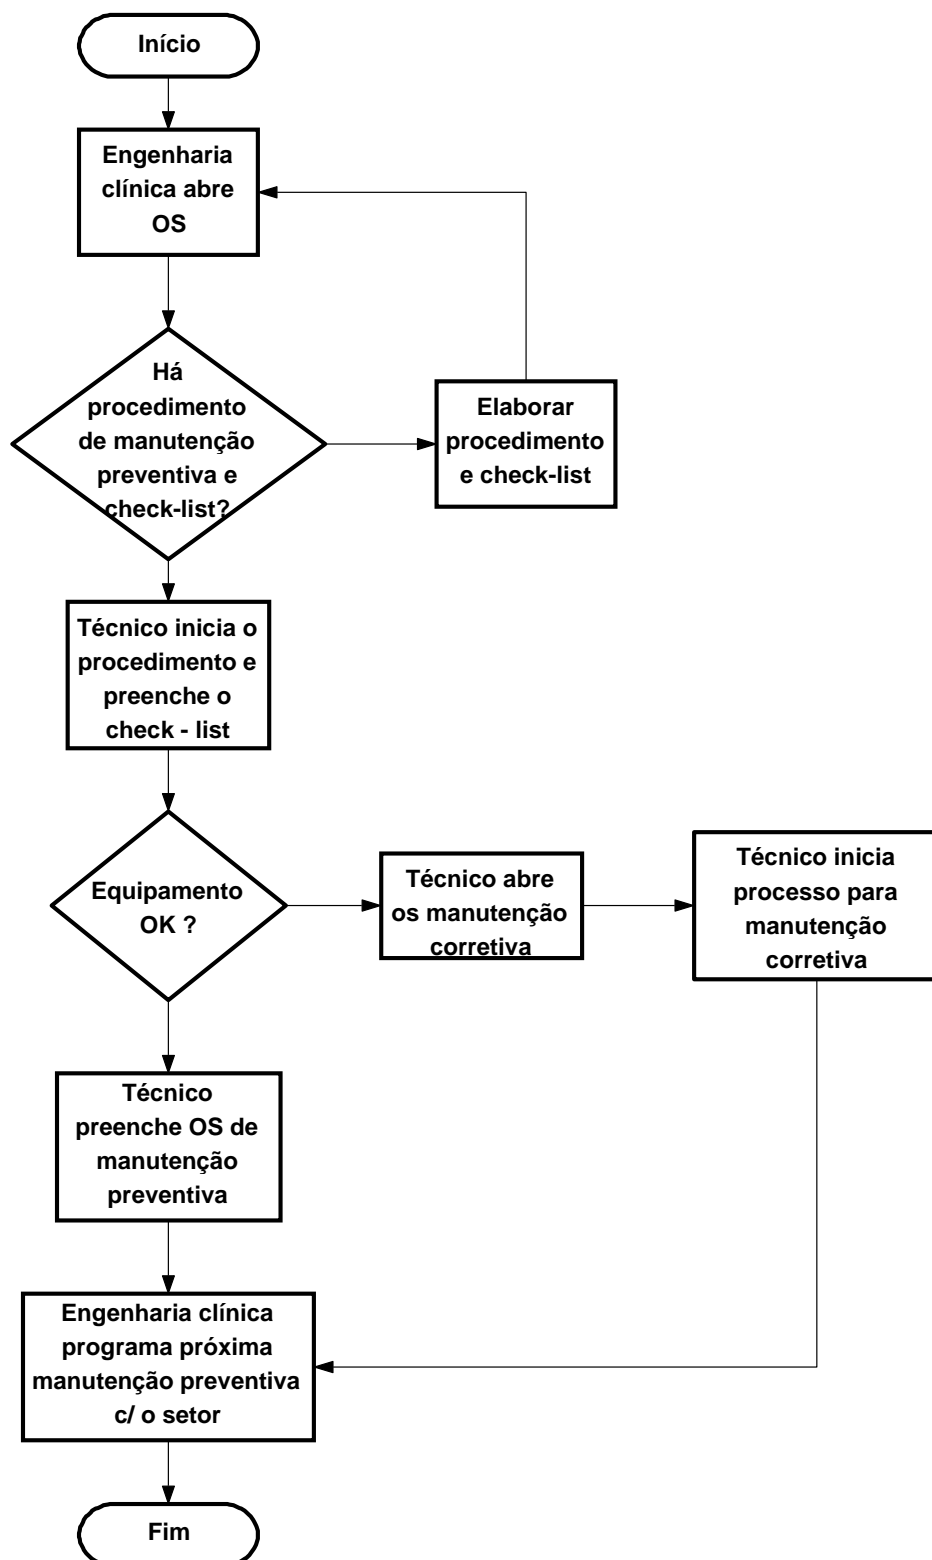 Início
Engenharia
clínica abre
OS
Há
procedimento
de manutenção
preventiva e
check-list?
Elaborar
procedimento
e check-list
Técnico inicia o
procedimento e
preenche o
check - list
Equipamento
OK ?
Técnico abre
os manutenção
corretiva
Técnico inicia
processo para
manutenção
corretiva
Técnico
preenche OS de
manutenção
preventiva
Engenharia clínica
programa próxima
manutenção preventiva
c/ o setor
Fim